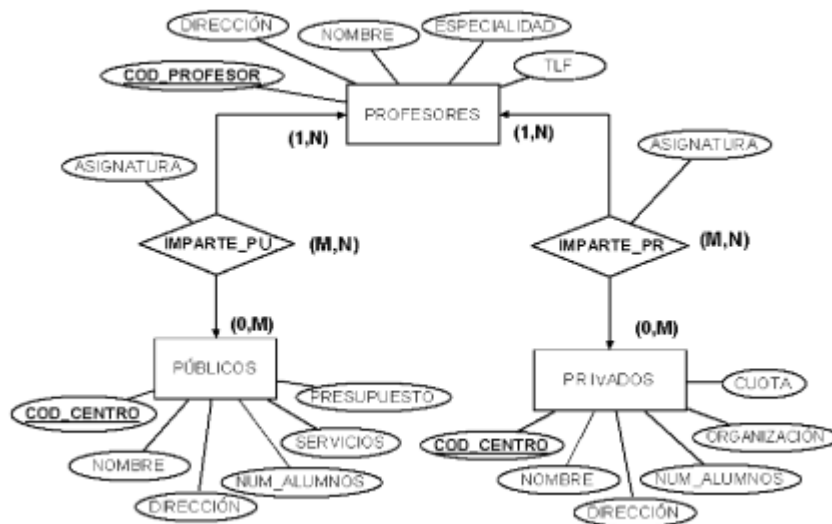 DIRECCIÓN
NOMBRE
ESPECIALIDAD
COD_PROFESOR
TLF
PROFESORES
(1,N)
(1,N)
ASIGNATURA
ASIGNATURA
IMPARTE_PU
(M,N)
IMPARTE_PR
(M,N)
(0,M)
(0,M)
PÚBLICOS
PRIVADOS
PRESUPUESTO
CUOTA
COD_CENTRO
SERVICIOS
COD_CENTRO
ORGANIZACIÓN
NOMBRE
NUM_ALUMNOS
NOMBRE
NUM_ALUMNOS
DIRECCIÓN
DIRECCIÓN